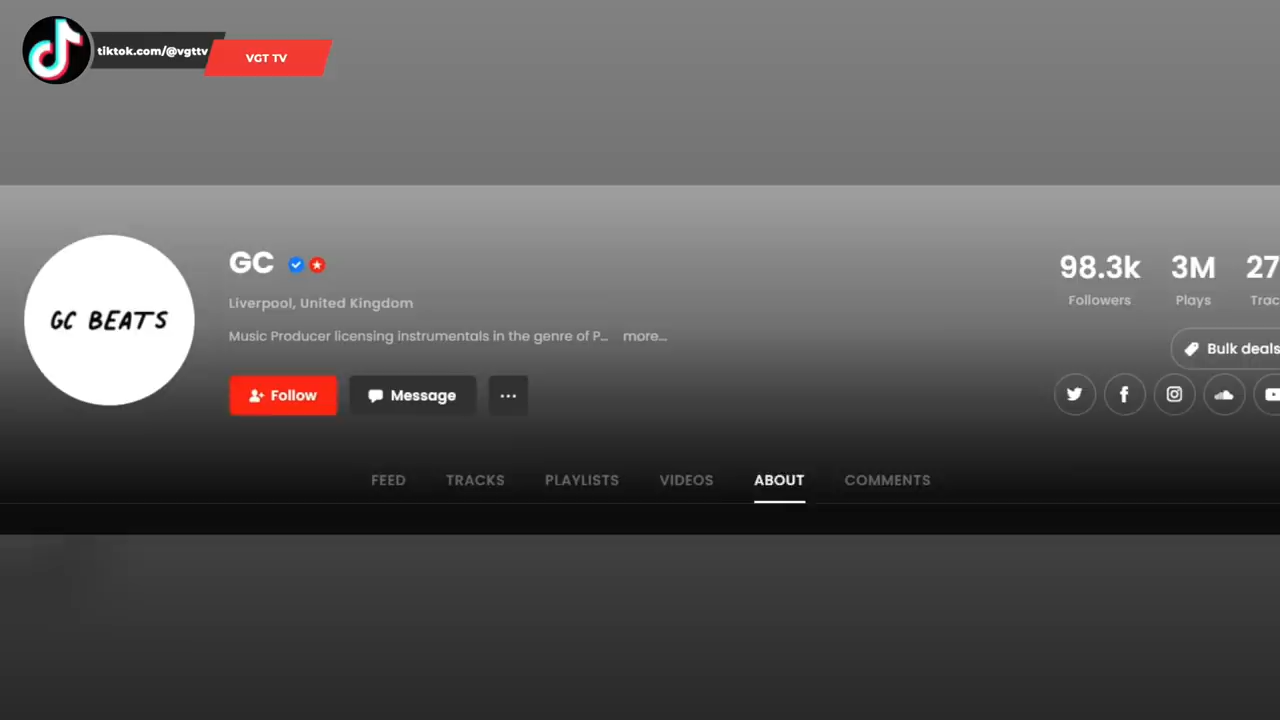 tiktok.com/@vgttv
VGT TV
GC
GC BEATS
Liverpool, United Kingdom
Music Producer licensing instrumentals in the genre of P... more...
Follow
Message
...
98.3k 3M 27
Followers Plays Trac
Bulk deals
FEED TRACKS PLAYLISTS VIDEOS ABOUT COMMENTS